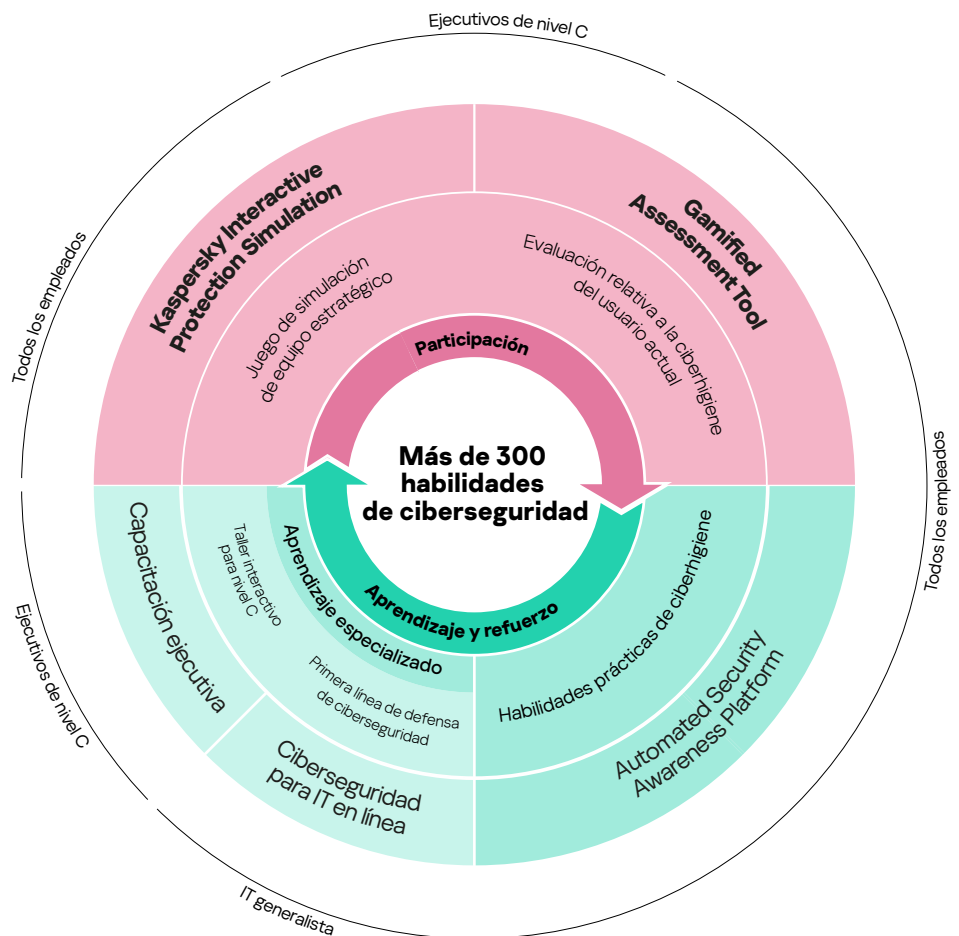 Ejecutivos de nivel C
Todos los empleados
Kaspersky Interactive
Protection Simulation
Gamified
Assessment Tool
Juego de simulación
de equipo estratégico
Evaluación relativa a la ciberhigiene
del usuario actual
Participación
Más de 300
habilidades
de ciberseguridad
Todos los empleados
Aprendizaje y refuerzo
Aprendizaje especializado
Taller interactivo
para nivel C
Capacitación ejecutiva
Primera línea de defensa
de ciberseguridad
Habilidades prácticas de ciberhigiene
Automated Security
Awareness Platform
Ciberseguridad
para IT en línea
Ejecutivos de nivel C
IT generalista